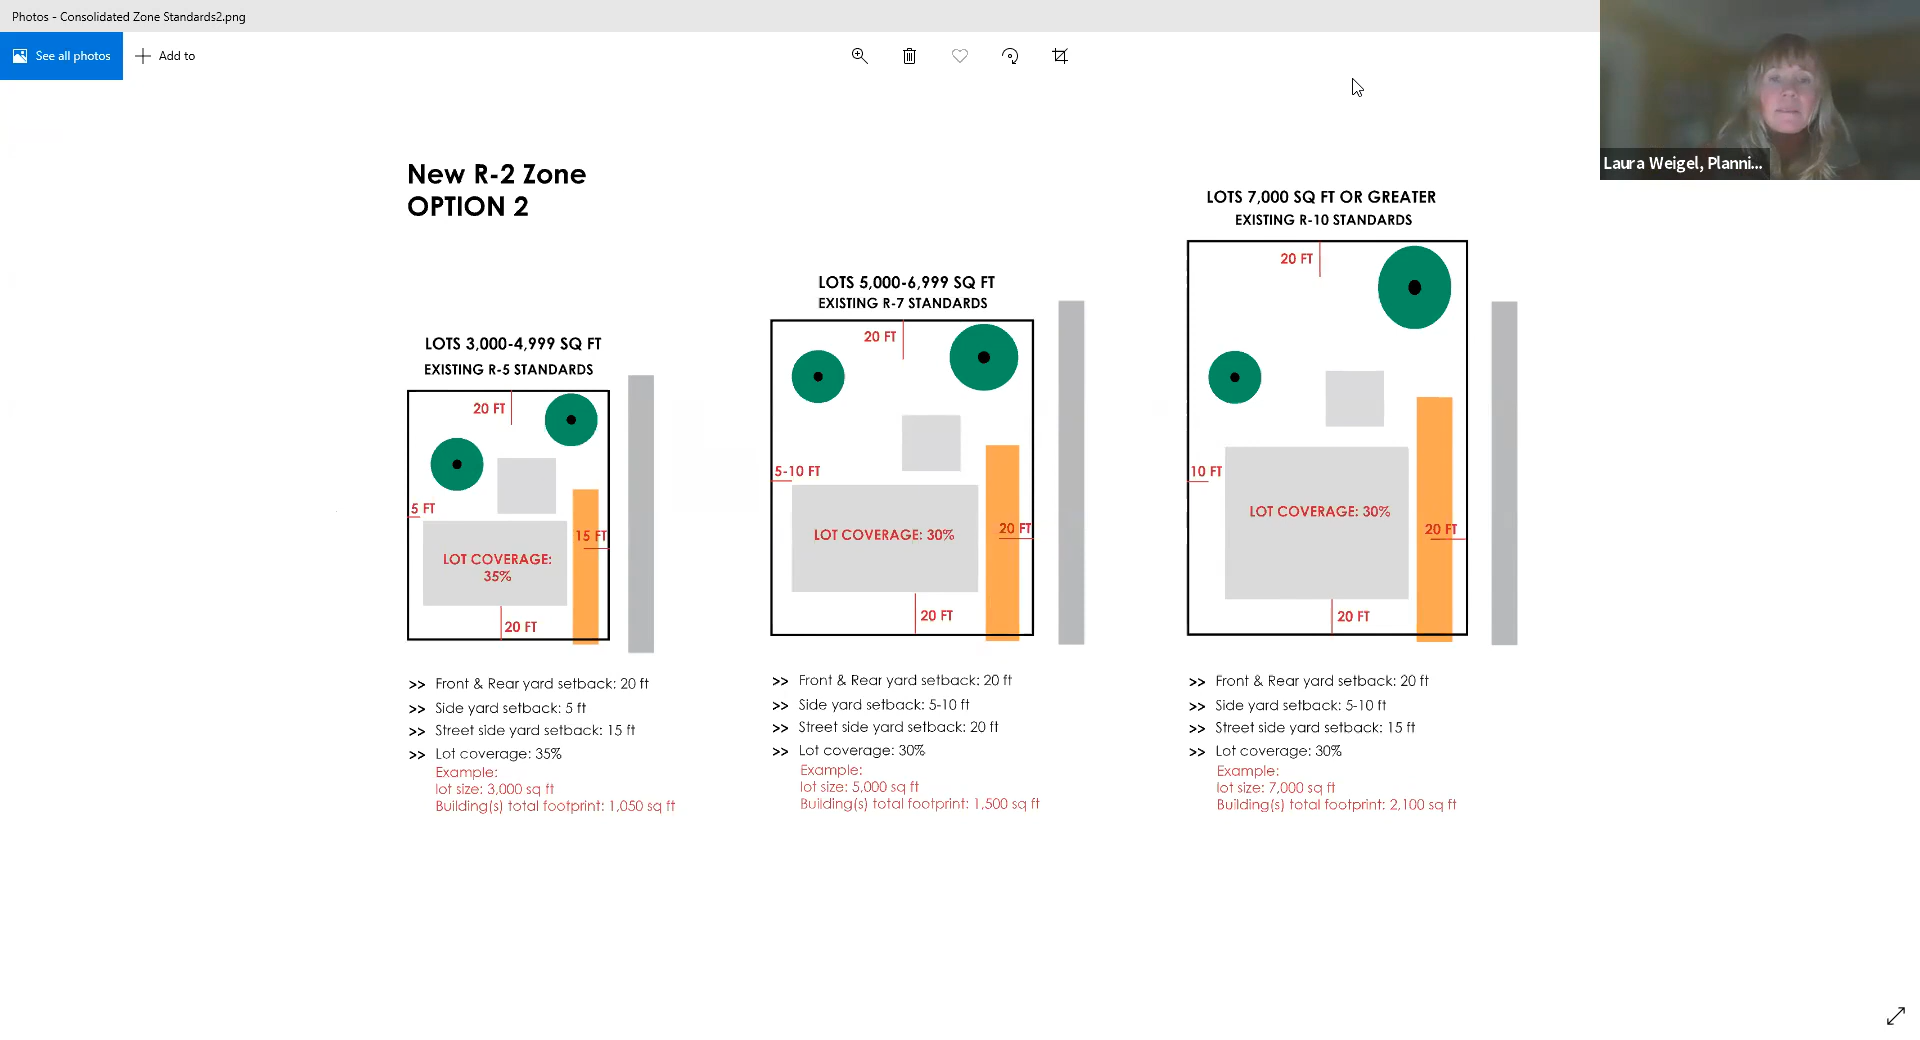 Photos - Consolidated Zone Standards2.png
See all photos
Add to
Laura Weigel, Planni...
New R-2 Zone
OPTION 2
LOTS 3,000-4,999 SQ FT
EXISTING R-5 STANDARDS
20 FT
5 FT
15 FT
LOT COVERAGE:
35%
20 FT
>> Front & Rear yard setback: 20 ft
>> Side yard setback: 5 ft
>> Street side yard setback: 15 ft
>> Lot coverage: 35%
Example:
lot size: 3,000 sq ft
Building(s) total footprint: 1,050 sq ft
LOTS 5,000-6,999 SQ FT
EXISTING R-7 STANDARDS
20 FT
5-10 FT
20 FT
LOT COVERAGE: 30%
20 FT
>> Front & Rear yard setback: 20 ft
>> Side yard setback: 5-10 ft
>> Street side yard setback: 20 ft
>> Lot coverage: 30%
Example:
lot size: 5,000 sq ft
Building(s) total footprint: 1,500 sq ft
LOTS 7,000 SQ FT OR GREATER
EXISTING R-10 STANDARDS
20 FT
10 FT
LOT COVERAGE: 30%
20 FT
20 FT
>> Front & Rear yard setback: 20 ft
>> Side yard setback: 5-10 ft
>> Street side yard setback: 15 ft
>> Lot coverage: 30%
Example:
lot size: 7,000 sq ft
Building(s) total footprint: 2,100 sq ft